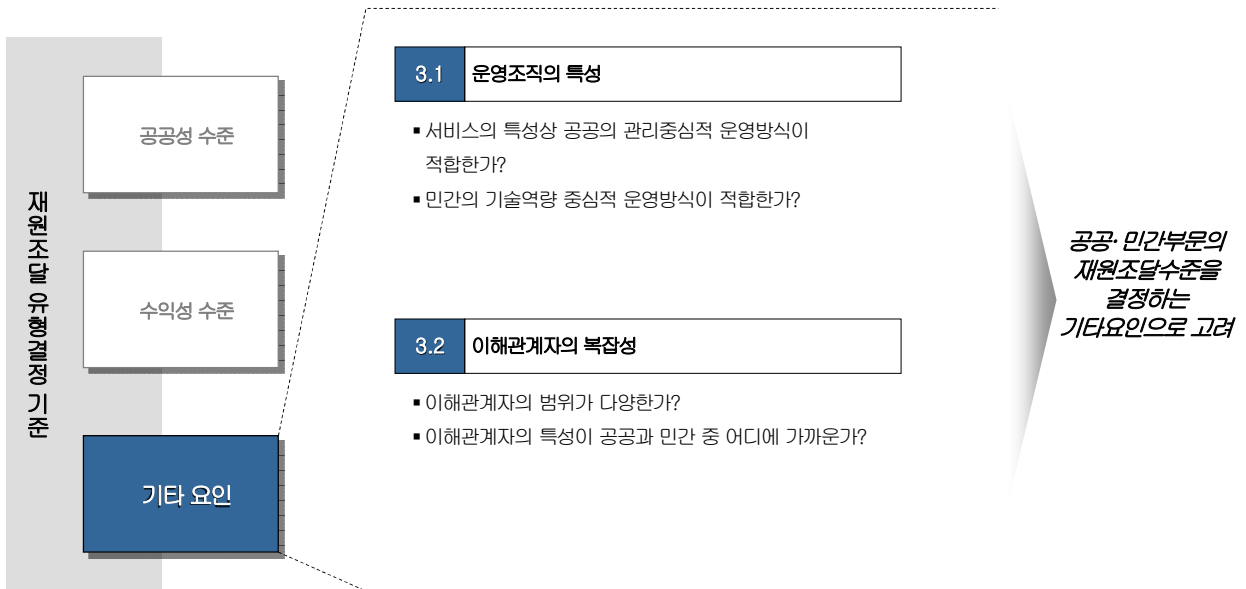 재원조달 유형결정 기준
공공성 수준
수익성 수준
기타 요인
3.1 운영조직의 특성
▪ 서비스의 특성상 공공의 관리중심적 운영방식이
적합한가?
▪ 민간의 기술역량 중심적 운영방식이 적합한가?
3.2 이해관계자의 복잡성
▪ 이해관계자의 범위가 다양한가?
▪ 이해관계자의 특성이 공공과 민간 중 어디에 가까운가?
공공· 민간부문의
재원조달수준을
결정하는
기타요인으로 고려